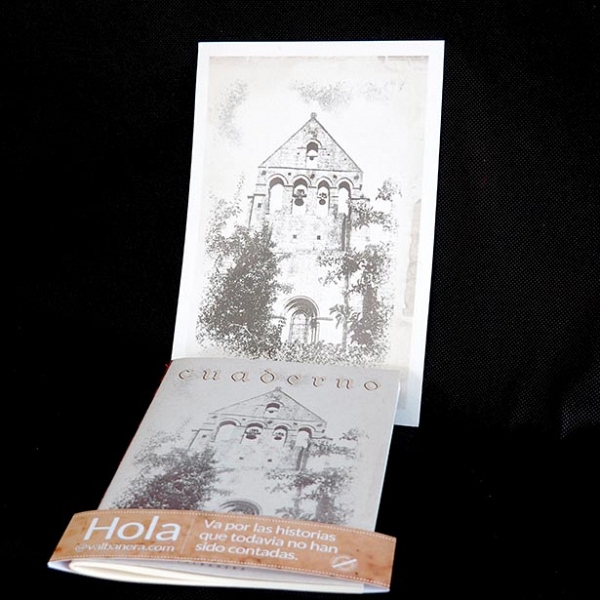 cuaderno
Hola
@valbanera.com
Va por las historias
que todavía no han
sido contadas.